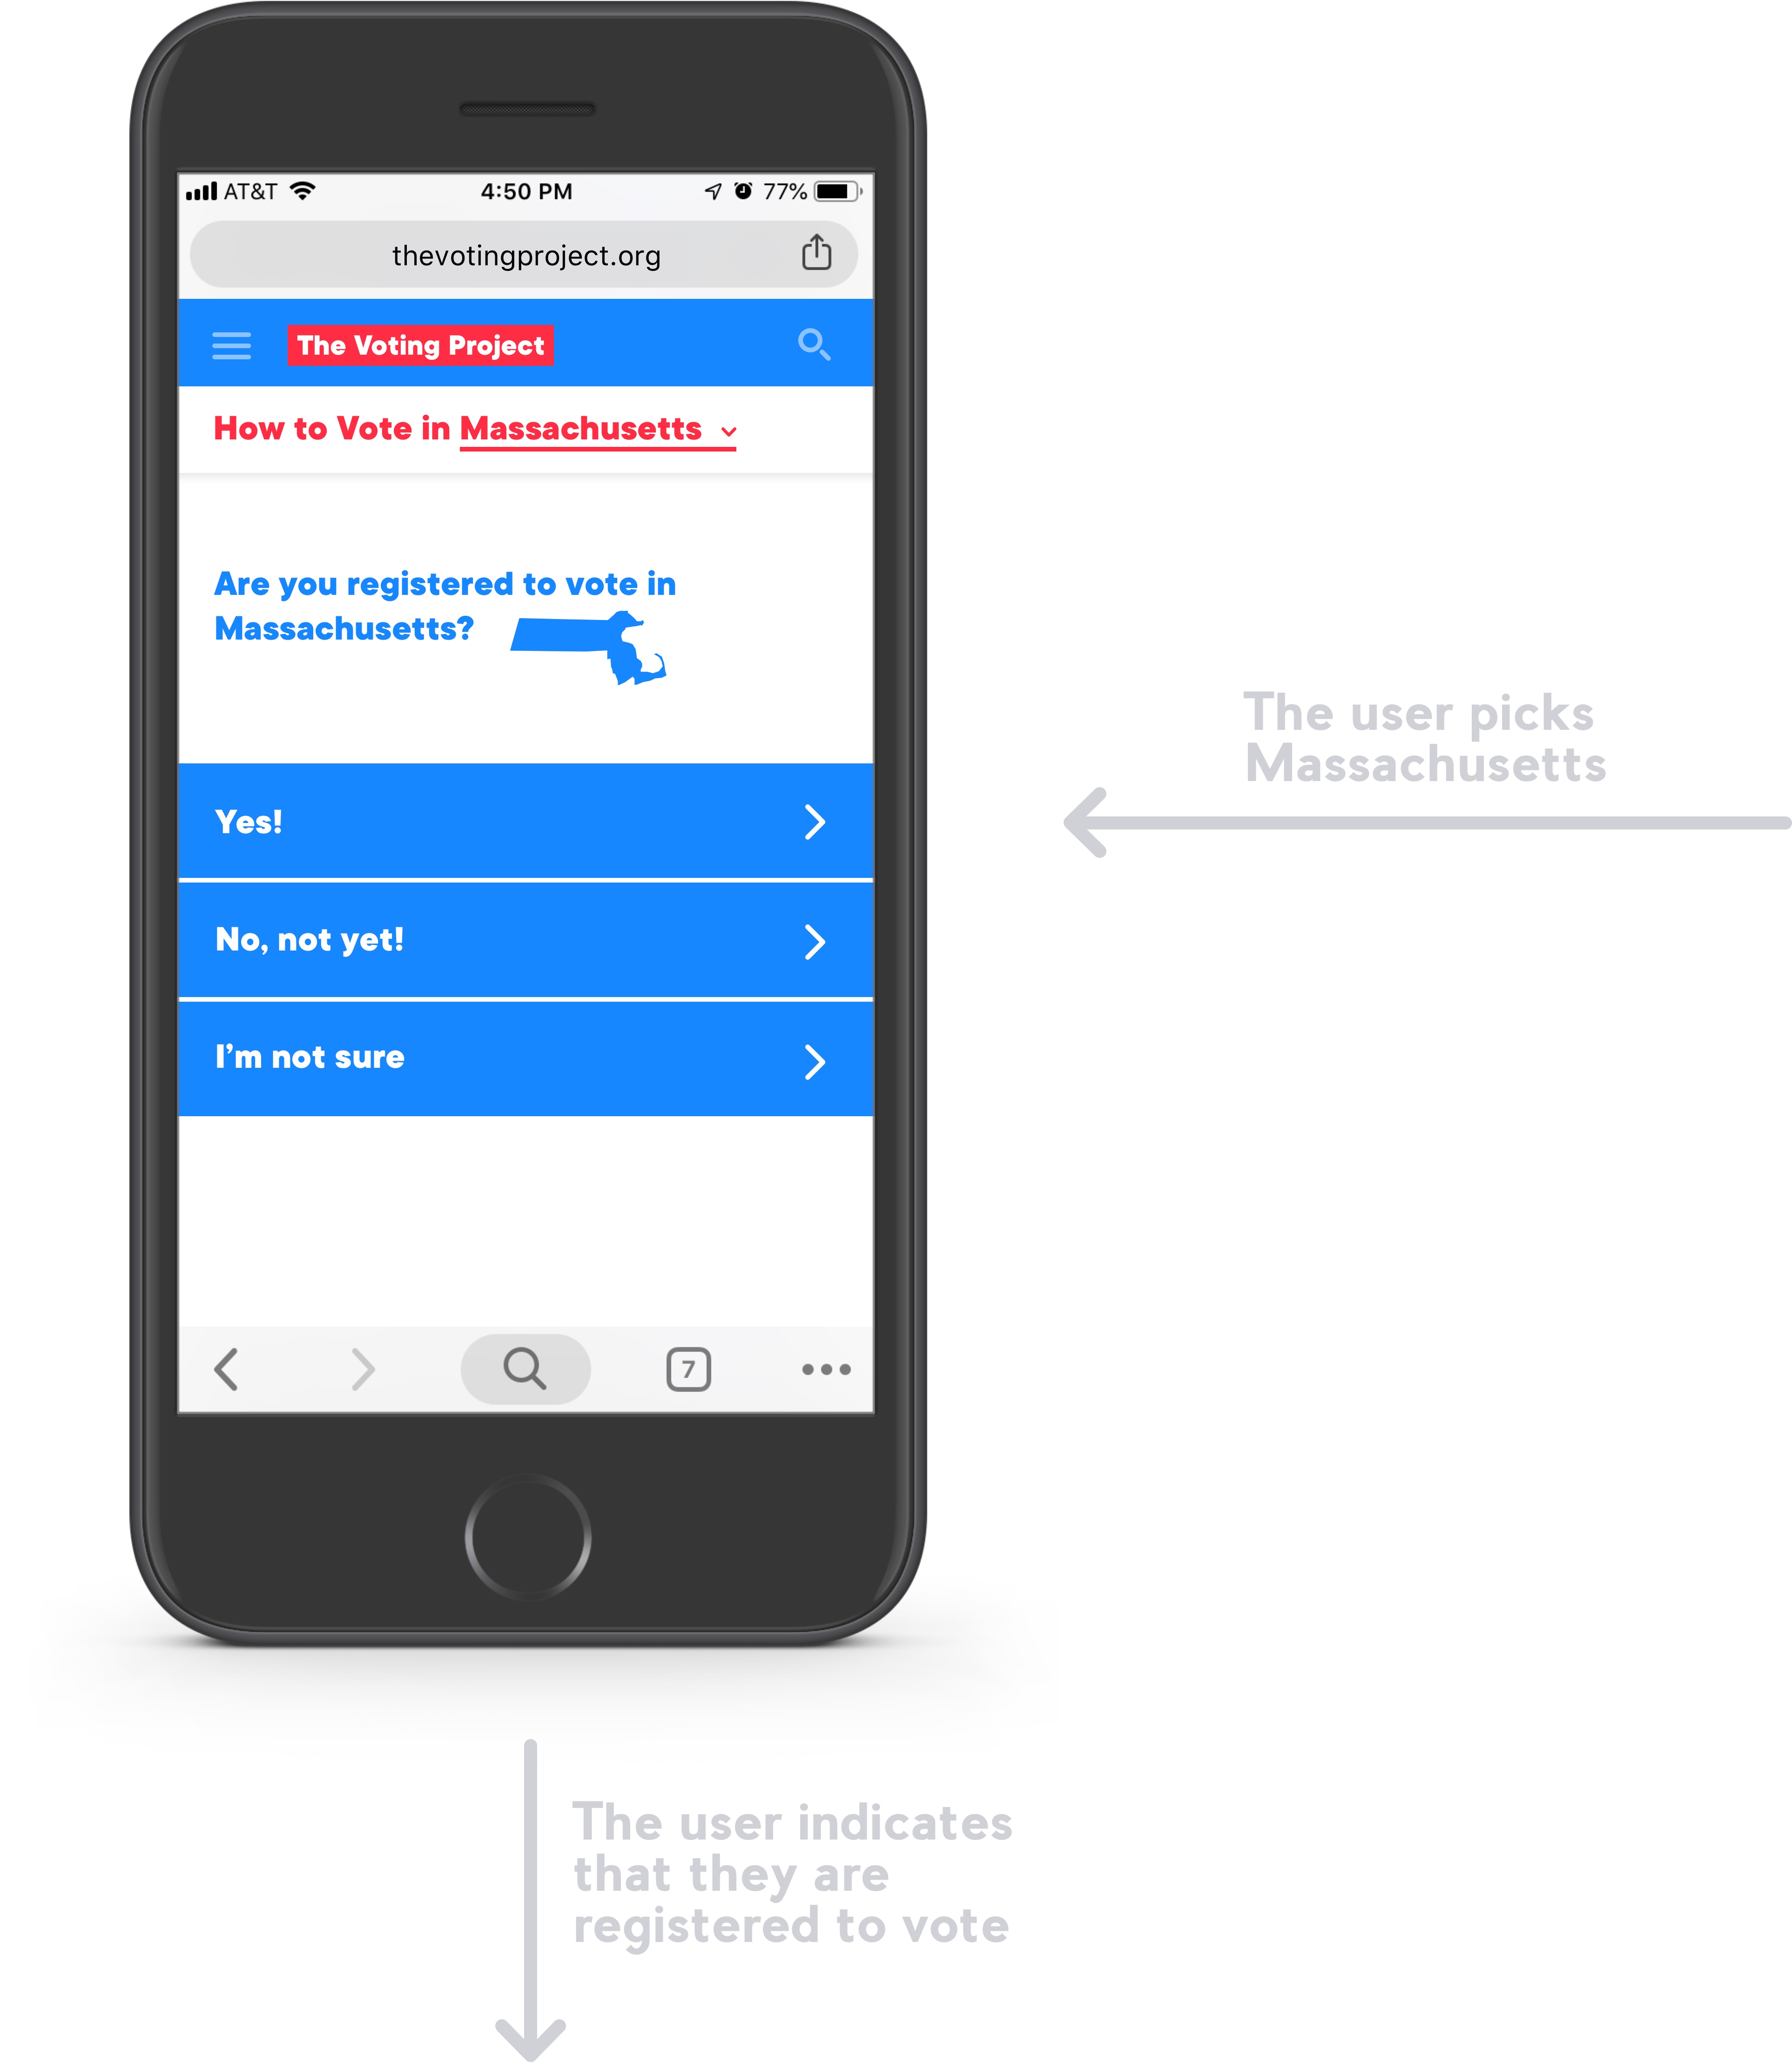 AT&T 4:50 PM 77%
thevotingproject.org
The Voting Project
How to Vote in Massachusetts
Are you registered to vote in
Massachusetts?
Yes!
No, not yet!
I'm not sure
7
The user picks
Massachusetts
The user indicates
that they are
registered to vote